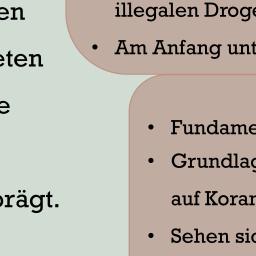 en
eten
e
prägt.
illegalen Droge
• Am Anfang unt
• Fundame
• Grundlag
auf Koran
• Sehen sic